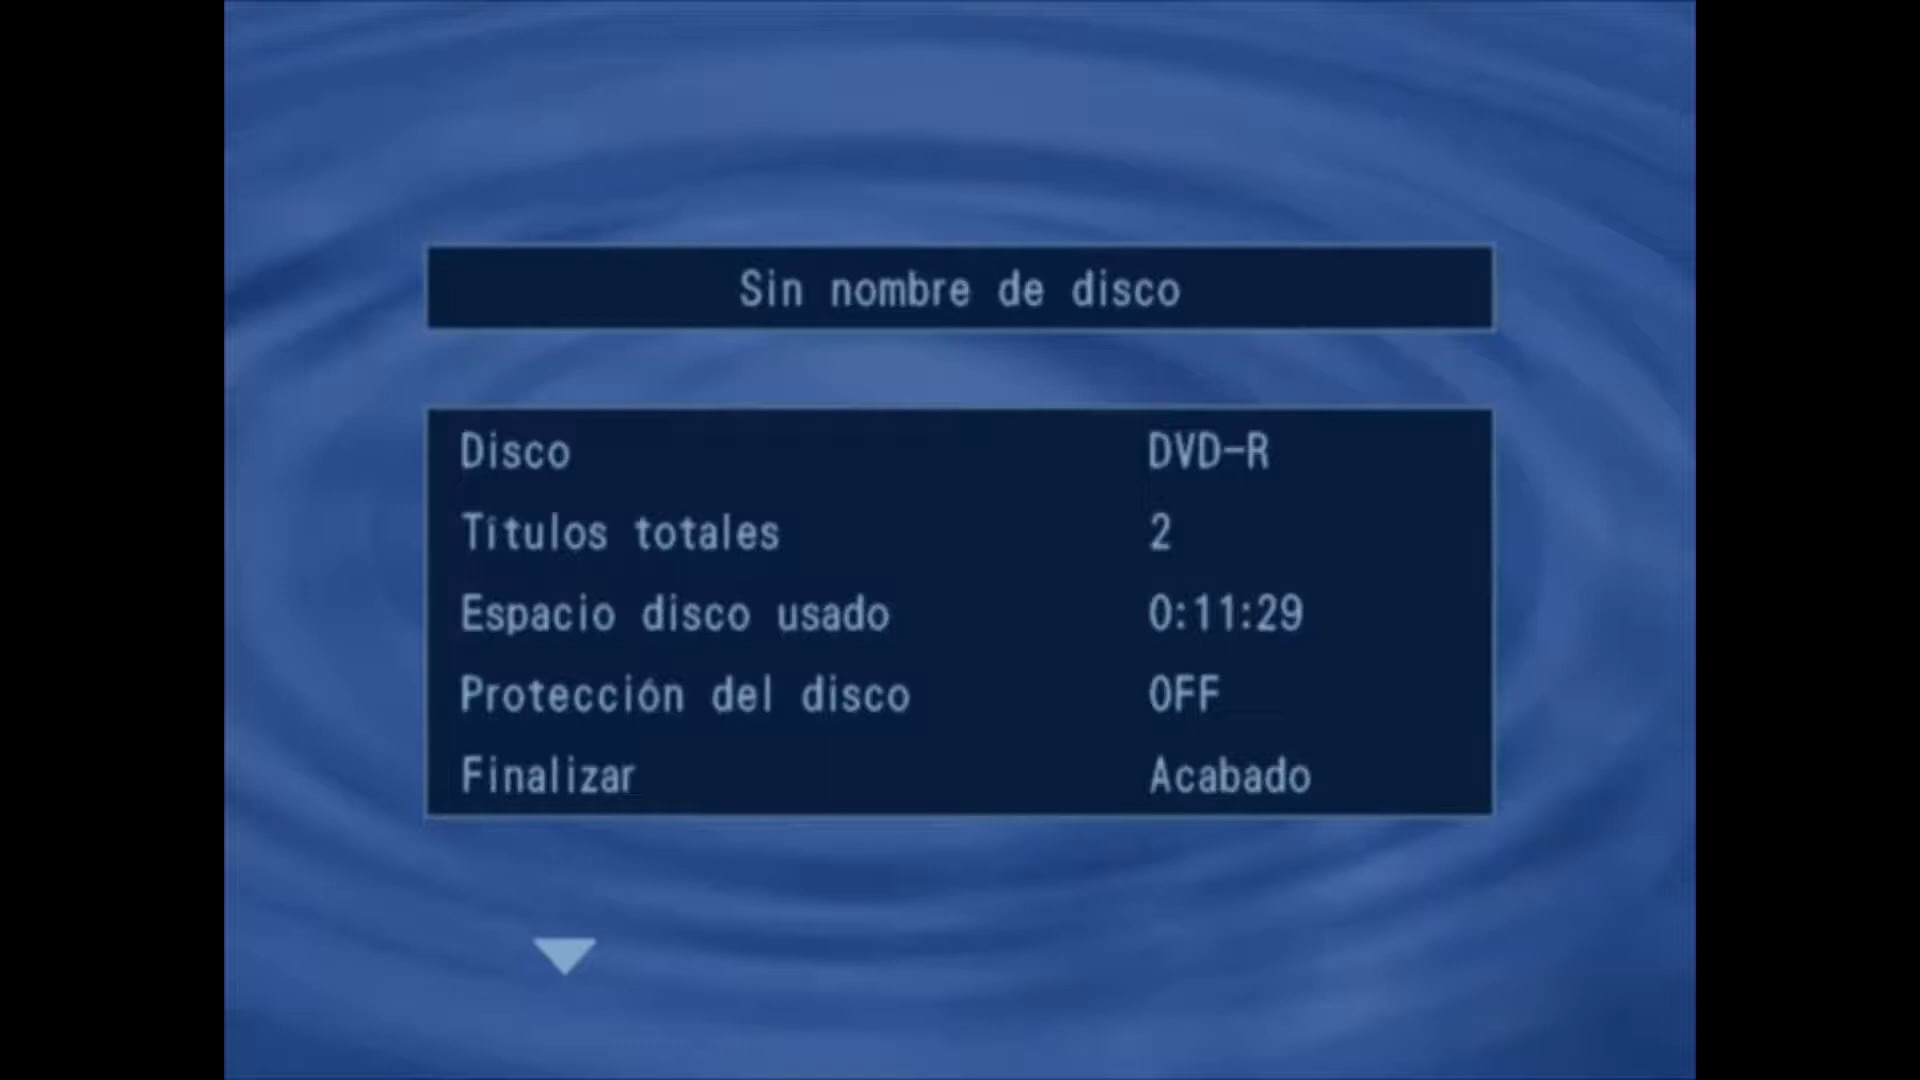 Sin nombre de disco
Disco DVD-R
Títulos totales 2
Espacio disco usado 0:11:29
Protección del disco OFF
Finalizar Acabado